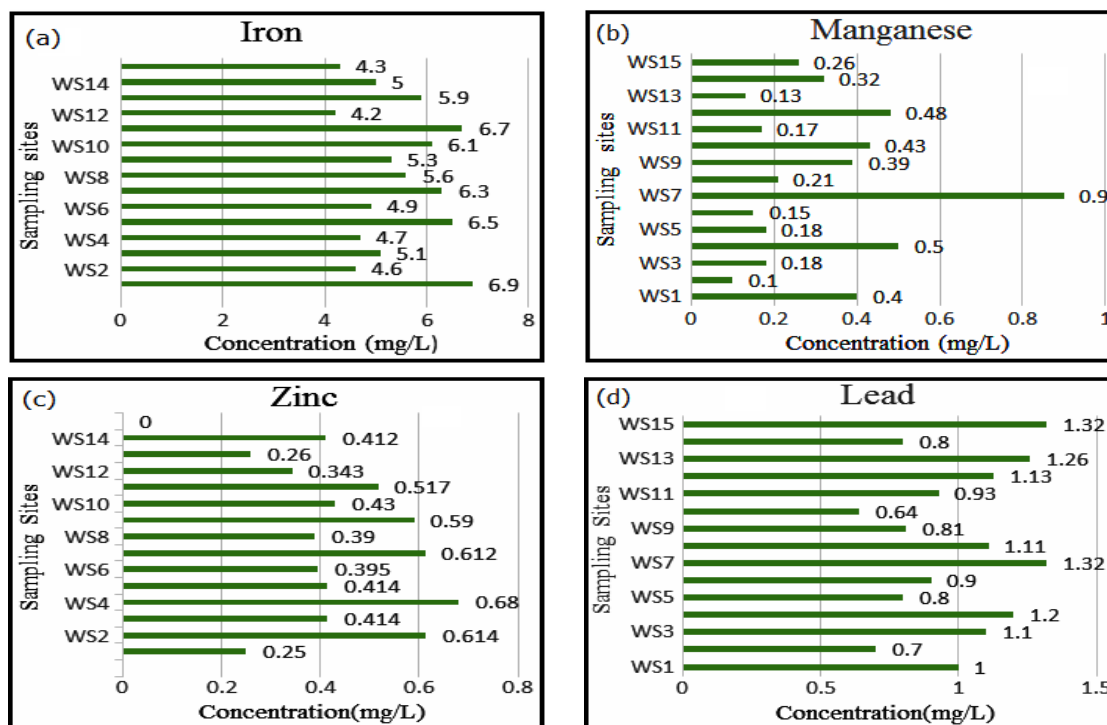 (a)
Iron
Sampling sites
4.3
WS14
5
5.9
WS12
4.2
6.7
WS10
6.1
5.3
WS8
5.6
6.3
WS6
4.9
6.5
WS4
4.7
5.1
WS2
4.6
6.9
0 2 4 6 8
Concentration (mg/L)
(b)
Manganese
Sampling sites
WS15
0.26
0.32
WS13
0.13
0.48
WS11
0.17
0.43
WS9
0.39
0.21
WS7
0.9
0.15
WS5
0.18
0.5
WS3
0.18
0.1
WS1
0.4
0 0.2 0.4 0.6 0.8 1
Concentration (mg/L)
(c)
Zinc
Sampling Sites
0
WS14
0.412
0.26
WS12
0.343
0.517
WS10
0.43
0.59
WS8
0.39
0.612
WS6
0.395
0.414
WS4
0.68
0.414
WS2
0.614
0.25
0 0.2 0.4 0.6 0.8
Concentration(mg/L)
(d)
Lead
Sampling Sites
WS15
1.32
0.8
WS13
1.26
1.13
WS11
0.93
0.64
WS9
0.81
1.11
WS7
1.32
0.9
WS5
0.8
1.2
WS3
1.1
0.7
WS1
1
0 0.5 1 1.5
Concentration(mg/L)